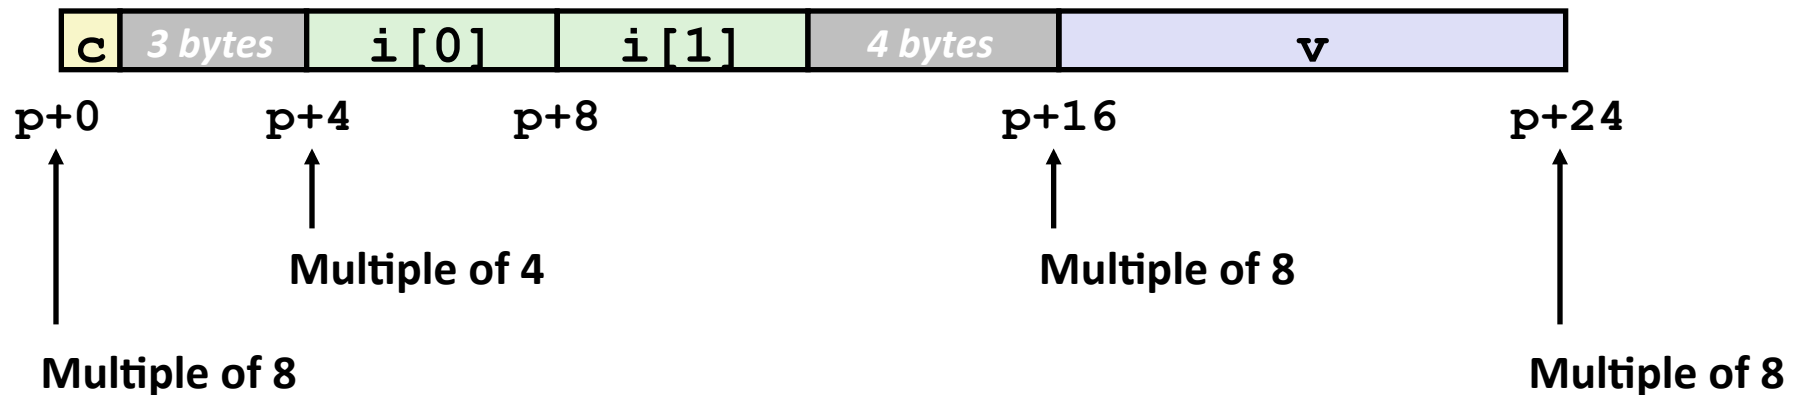 c 3 bytes i[0] i[1] 4 bytes v
p+0 p+4 p+8 p+16 p+24
Multiple of 4 Multiple of 8
Multiple of 8 Multiple of 8